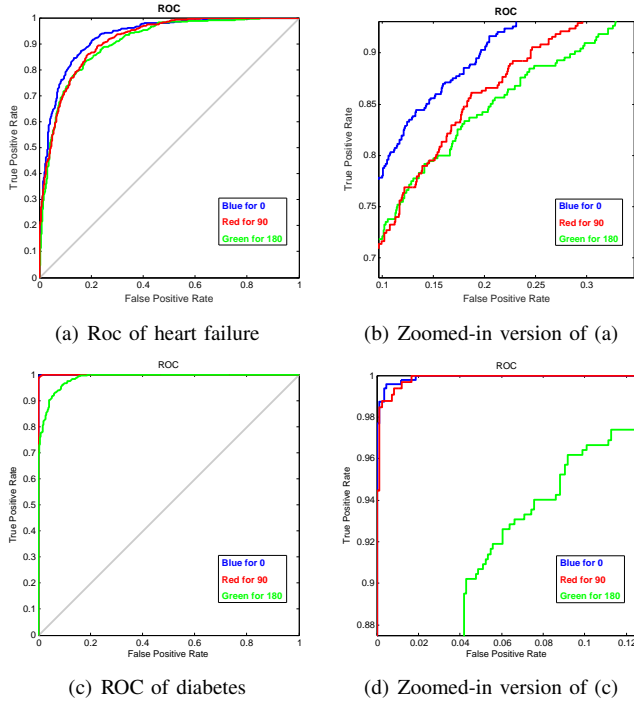 ROC
True Positive Rate
1
0.9
0.8
0.7
0.6
0.5
0.4
0.3
0.2
0.1
0
Blue for 0
Red for 90
Green for 180
0 0.2 0.4 0.6 0.8 1
False Positive Rate
(a) Roc of heart failure
ROC
True Positive Rate
0.9
0.85
0.8
0.75
0.7
Blue for 0
Red for 90
Green for 180
0.1 0.15 0.2 0.25 0.3
False Positive Rate
(b) Zoomed-in version of (a)
ROC
True Positive Rate
1
0.9
0.8
0.7
0.6
0.5
0.4
0.3
0.2
0.1
0
Blue for 0
Red for 90
Green for 180
0 0.2 0.4 0.6 0.8 1
False Positive Rate
(c) ROC of diabetes
ROC
True Positive Rate
1
0.98
0.96
0.94
0.92
0.9
0.88
Blue for 0
Red for 90
Green for 180
0 0.02 0.04 0.06 0.08 0.1 0.12
False Positive Rate
(d) Zoomed-in version of (c)